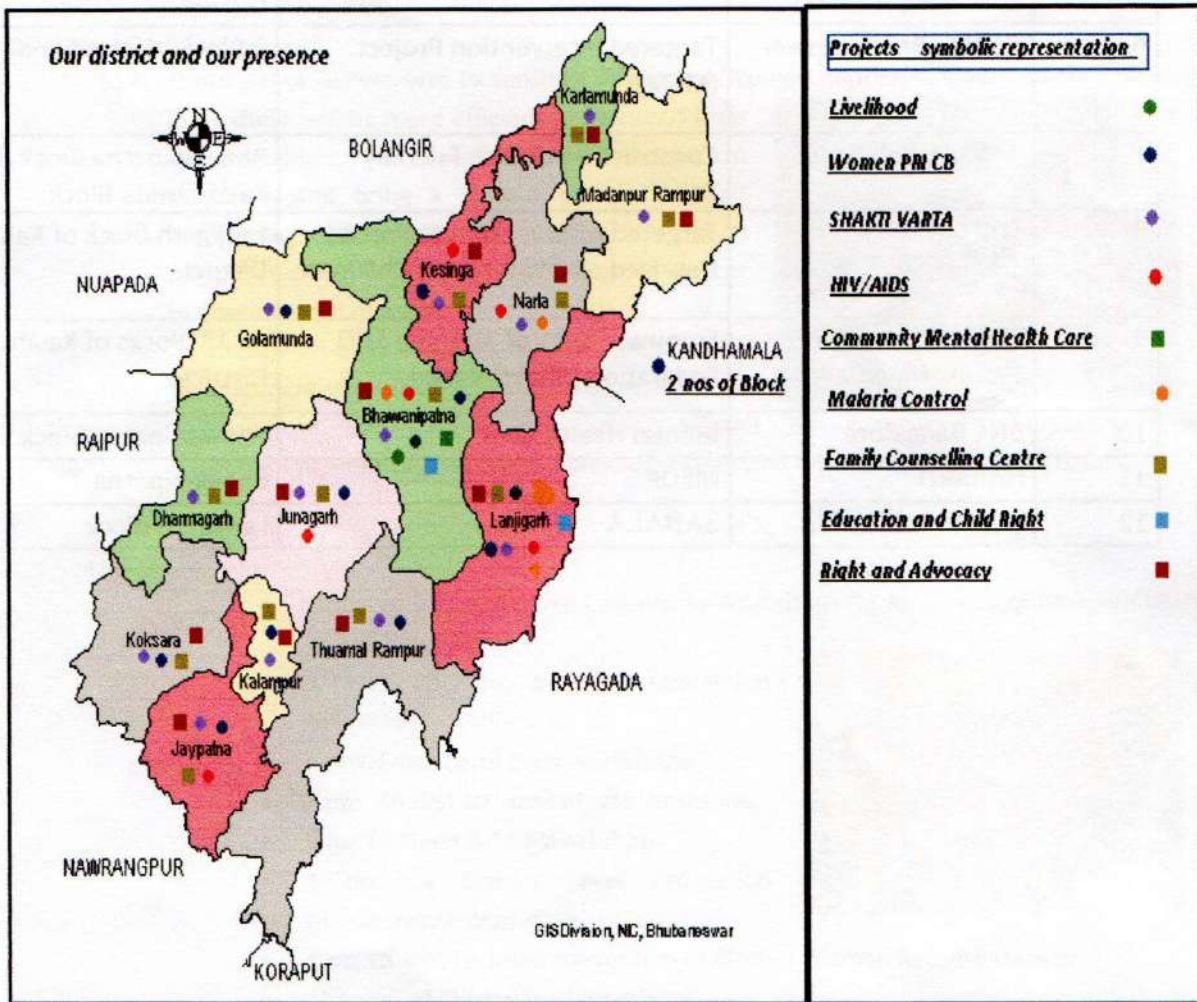 Our district and our presence
N
W E
S
BOLANGIR
Karlamunda
Madanpur Rampur
NUAPADA
Kesinga
Narla
Golamunda
KANDHAMALA
2 nos of Block
Bhawanipatna
RAIPUR
Dharmagarh
Junagarh
Lanjigarh
Koksara
Kalampur
Thuamal Rampur
RAYAGADA
Jaypatna
NAWRANGPUR
GIS Division, NIC, Bhubaneswar
KORAPUT
Projects symbolic representation
Livelihood
Women PRI CB
SHAKTI VARTA
HIV/AIDS
Community Mental Health Care
Malaria Control
Family Counselling Centre
Education and Child Right
Right and Advocacy